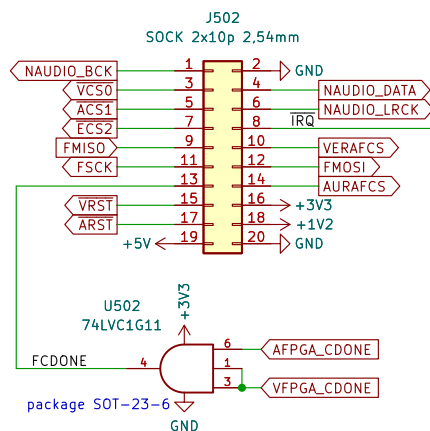 J502
SOCK 2x10p 2,54mm
NAUDIO_BCK 1 2 GND
VCS0 3 4 NAUDIO_DATA
ACS1 5 6 NAUDIO_LRCK
ECS2 7 8 IRQ
FMISO 9 10 VERAFCS
FSCK 11 12 FMOSI
13 14 AURAFCS
VRST 15 16 +3V3
ARST 17 18 +1V2
+5V 19 20 GND
U502
74LVC1G11
+3V3
6 AFPGA_CDONE
FCDONE 4 1
3 VFPGA_CDONE
package SOT-23-6
GND